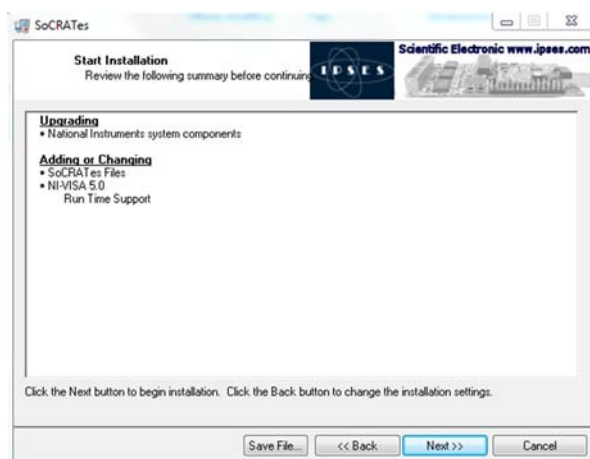 SoCRATes
Scientific Electronic www.ipses.com
Start Installation
Review the following summary before continuing
IPSES
Upgrading
• National Instruments system components
Adding or Changing
• SoCRATes Files
• NI-VISA 5.0
Run Time Support
Click the Next button to begin installation. Click the Back button to change the installation settings.
Save File... << Back Next >> Cancel